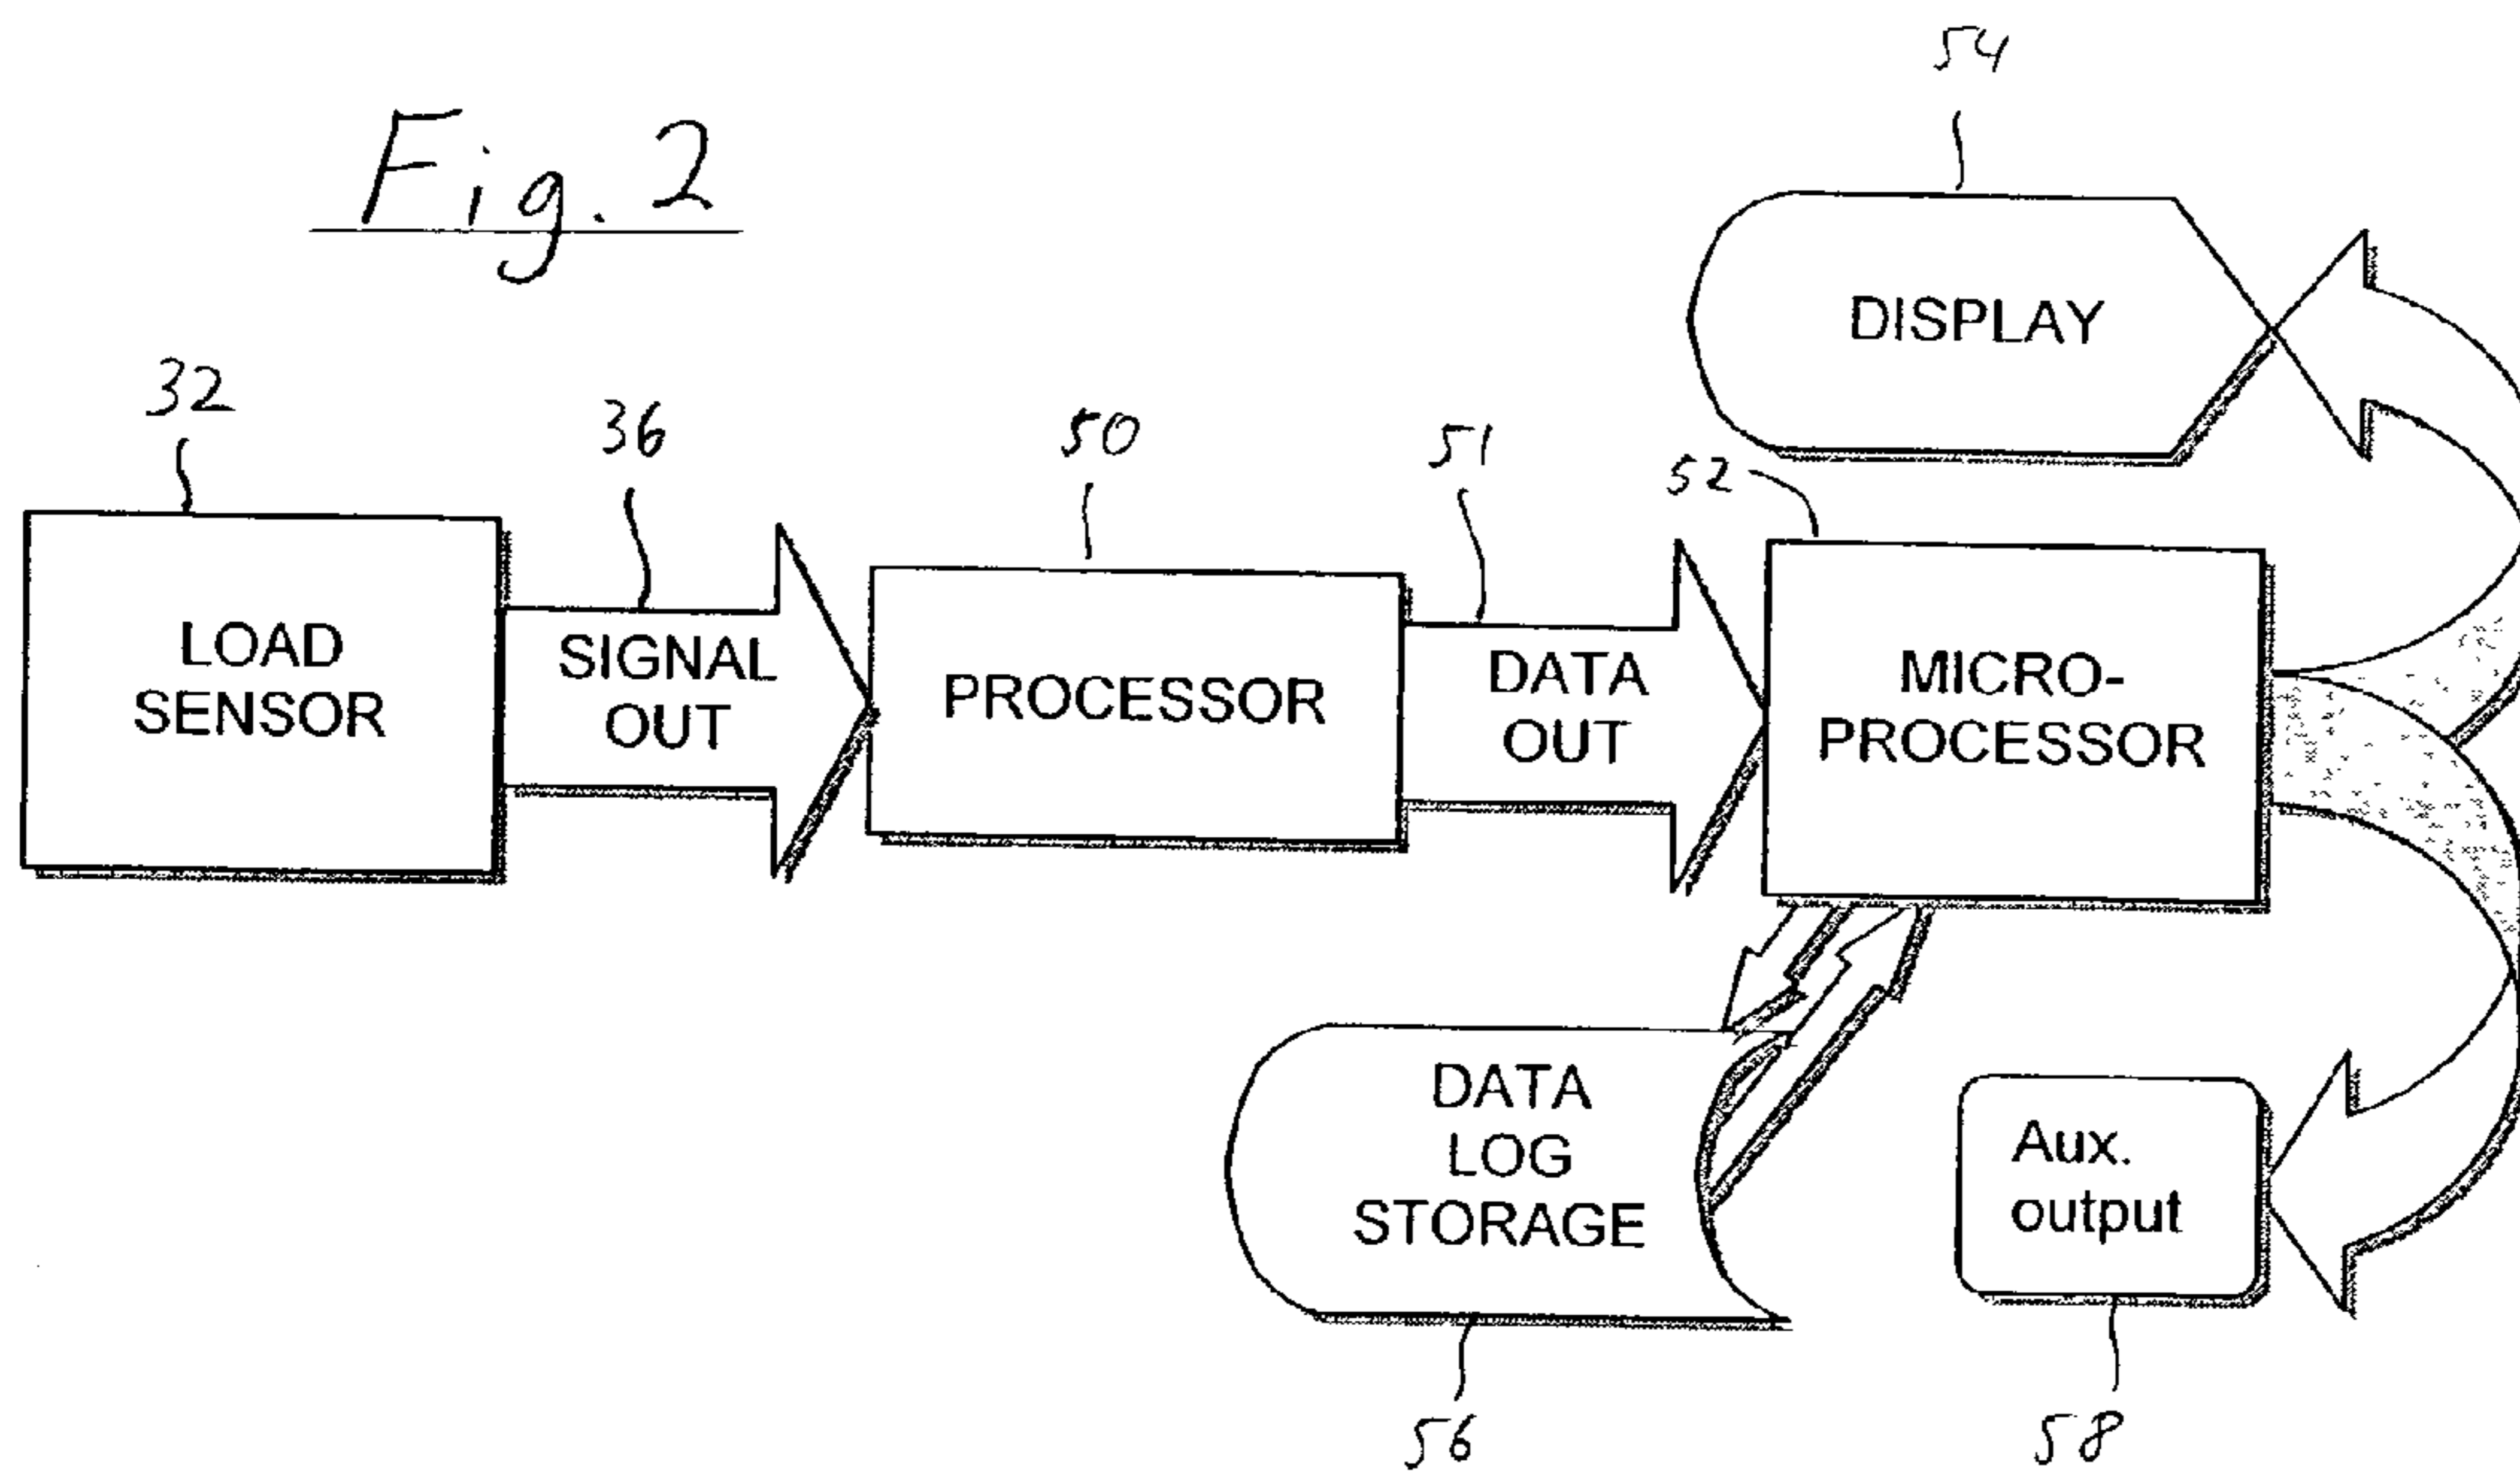 54
Fig. 2
DISPLAY
32
36
50
51
52
LOAD
SENSOR
SIGNAL
OUT
PROCESSOR
DATA
OUT
MICRO-
PROCESSOR
DATA
LOG
STORAGE
Aux.
output
56
58